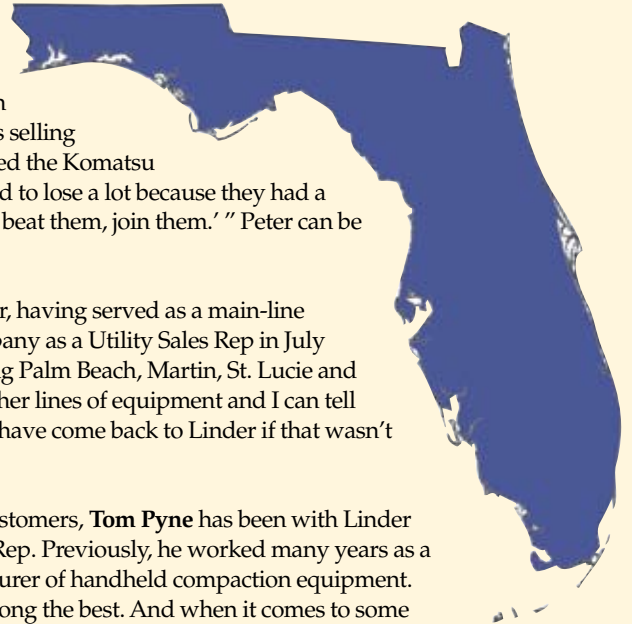 s selling
ed the Komatsu
d to lose a lot because they had a
beat them, join them.’ ” Peter can be
r, having served as a main-line
pany as a Utility Sales Rep in July
g Palm Beach, Martin, St. Lucie and
her lines of equipment and I can tell
have come back to Linder if that wasn’t
stomers, Tom Pyne has been with Linder
Rep. Previously, he worked many years as a
urer of handheld compaction equipment.
ong the best. And when it comes to some